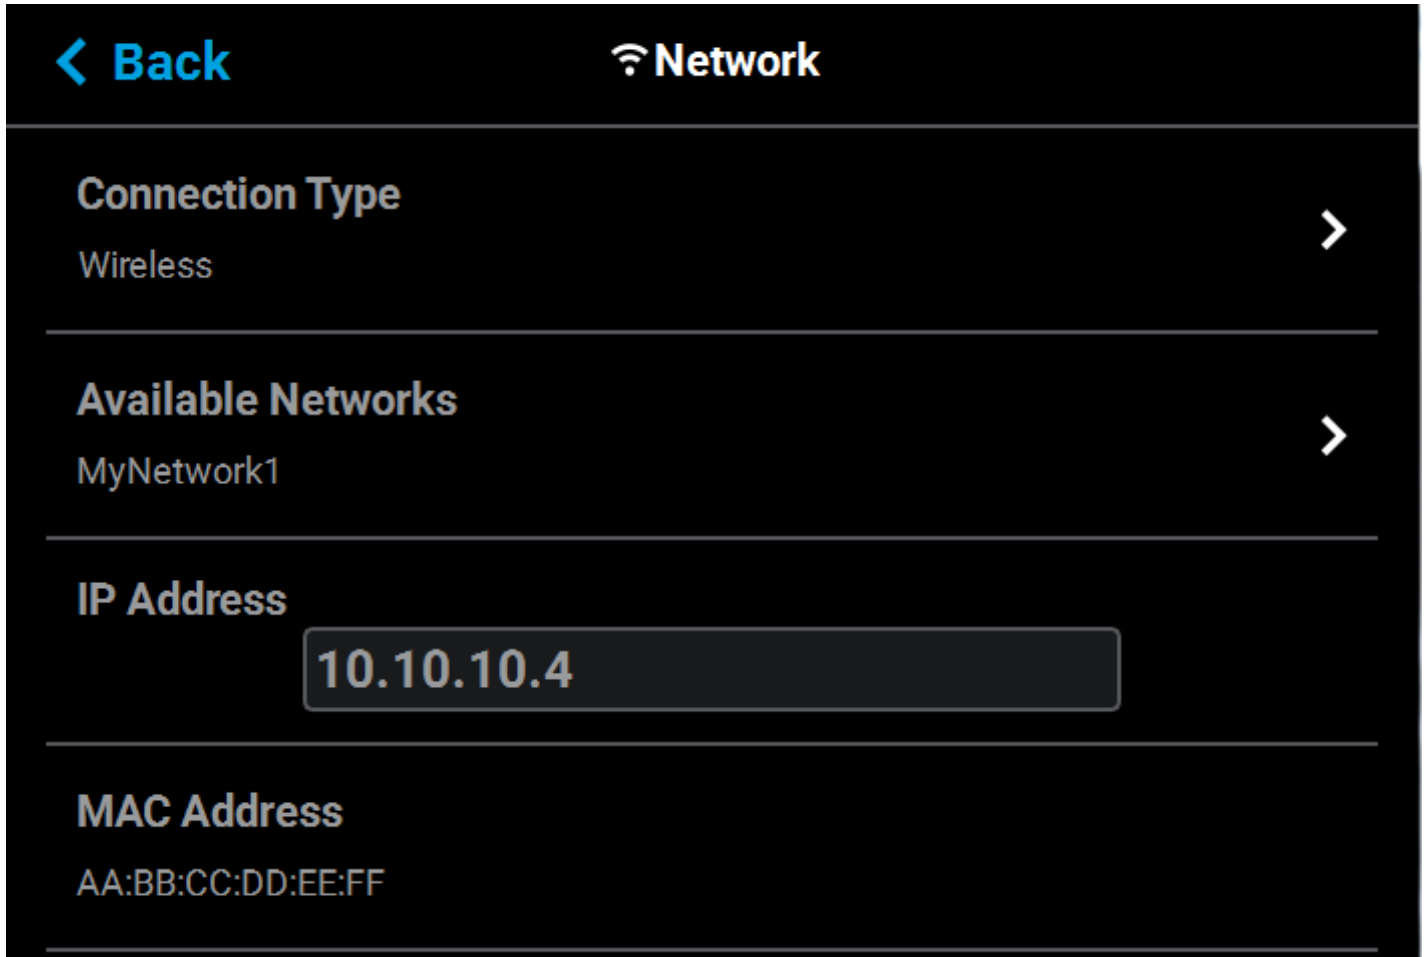 Back
Network
Connection Type
Wireless
Available Networks
MyNetwork1
IP Address
10.10.10.4
MAC Address
AA:BB:CC:DD:EE:FF